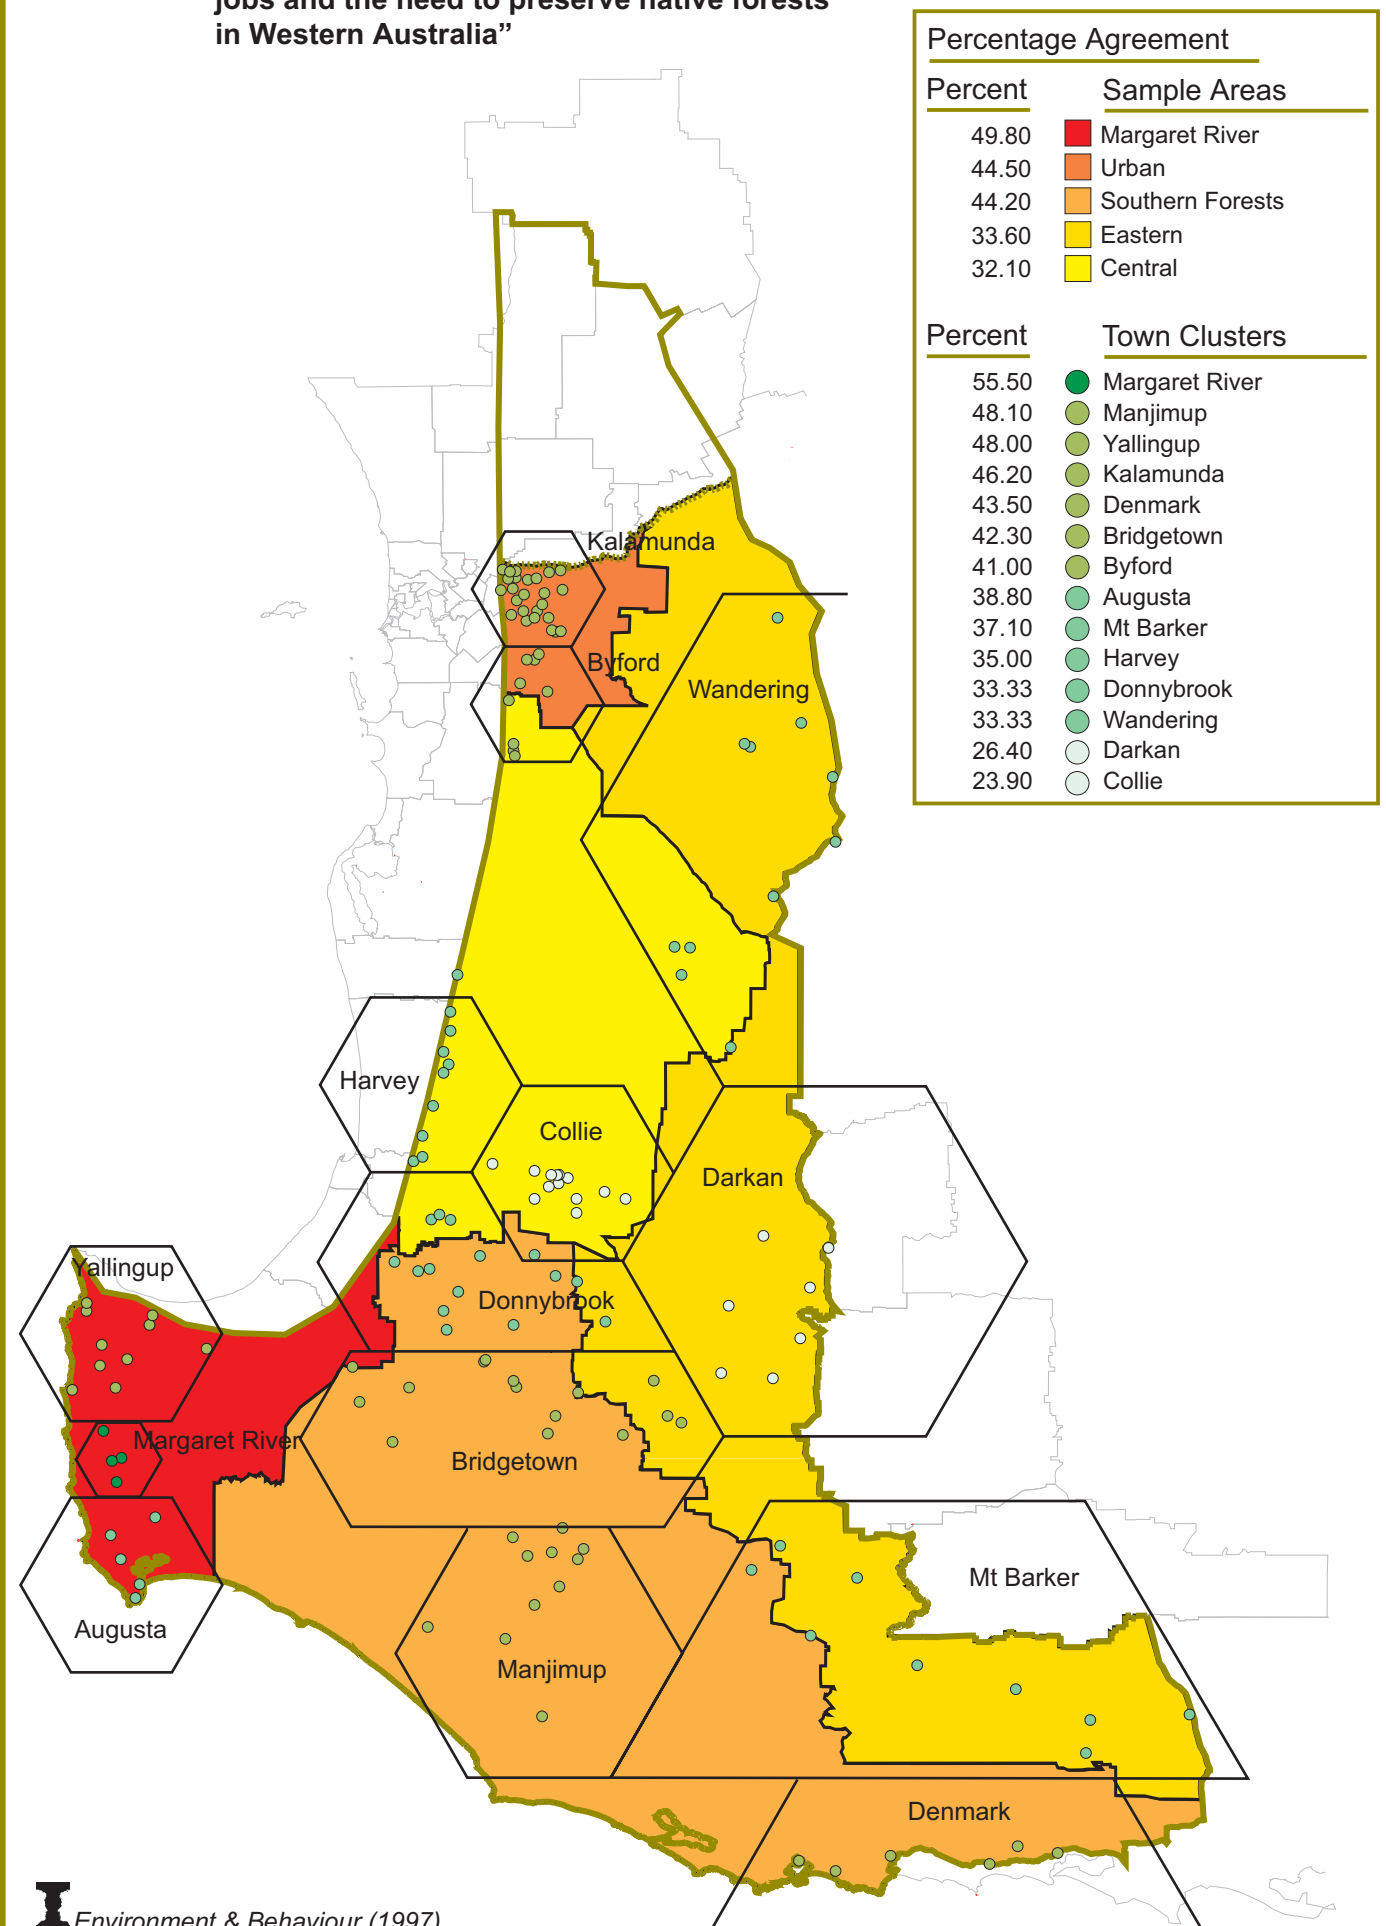 jobs and the need to preserve native forests
in Western Australia”
Percentage Agreement
Percent Sample Areas
49.80 Margaret River
44.50 Urban
44.20 Southern Forests
33.60 Eastern
32.10 Central
Percent Town Clusters
55.50 Margaret River
48.10 Manjimup
48.00 Yallingup
46.20 Kalamunda
43.50 Denmark
42.30 Bridgetown
41.00 Byford
38.80 Augusta
37.10 Mt Barker
35.00 Harvey
33.33 Donnybrook
33.33 Wandering
26.40 Darkan
23.90 Collie
Kalamunda
Byford
Wandering
Harvey
Collie
Darkan
Yallingup
Donnybrook
Margaret River
Bridgetown
Mt Barker
Augusta
Manjimup
Denmark
Environment & Behaviour (1997)